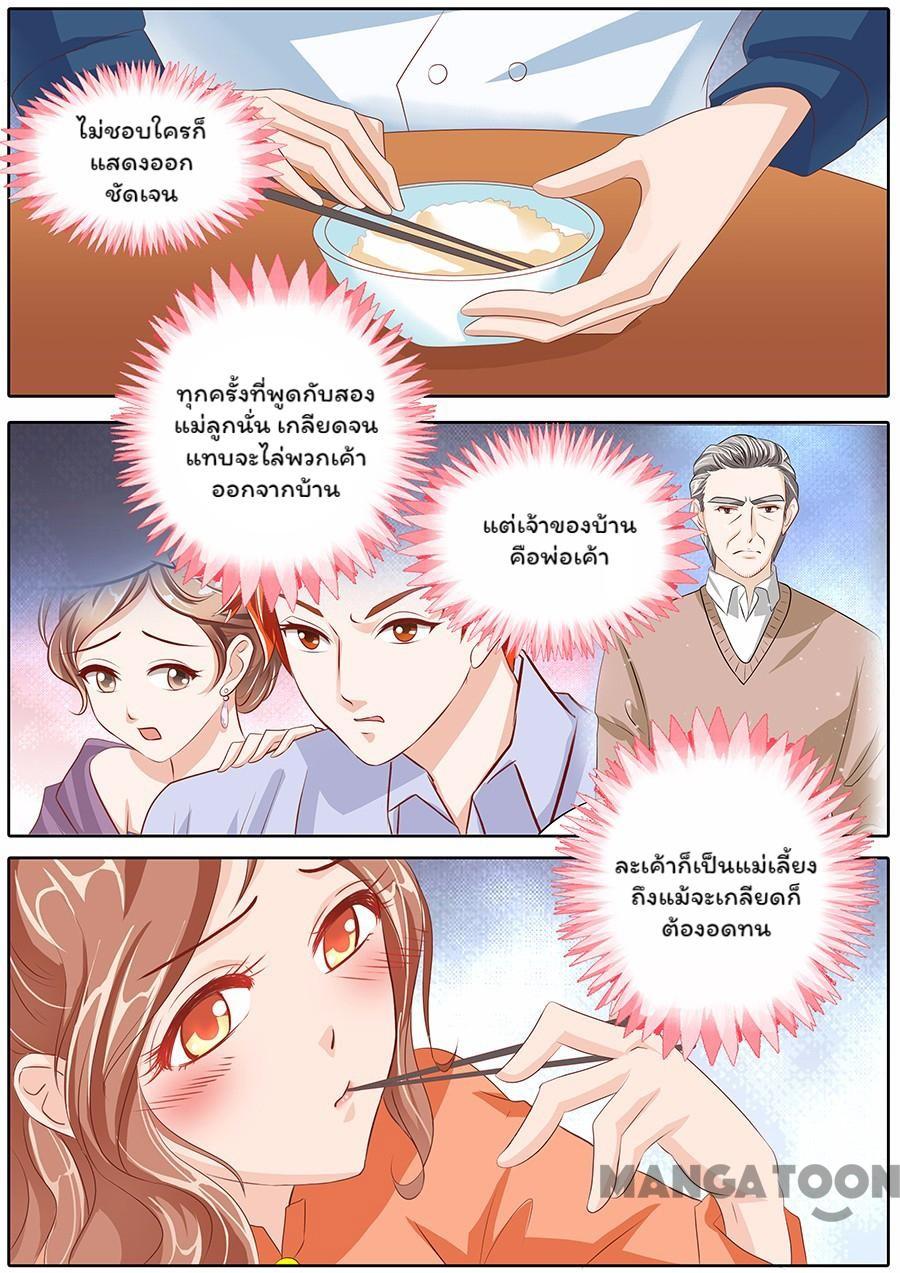 ไม่ชอบใครก็
แสดงออก
ชัดเจน
ทุกครั้งที่พูดกับสอง
แม่ลูกนั่น เกลียดจน
แทบจะไล่พวกเค้า
ออกจากบ้าน
แต่เจ้าของบ้าน
คือพ่อเค้า
ละเค้าก็เป็นแม่เลี้ยง
ถึงแม้จะเกลียดก็
ต้องอดทน
MANGATOON